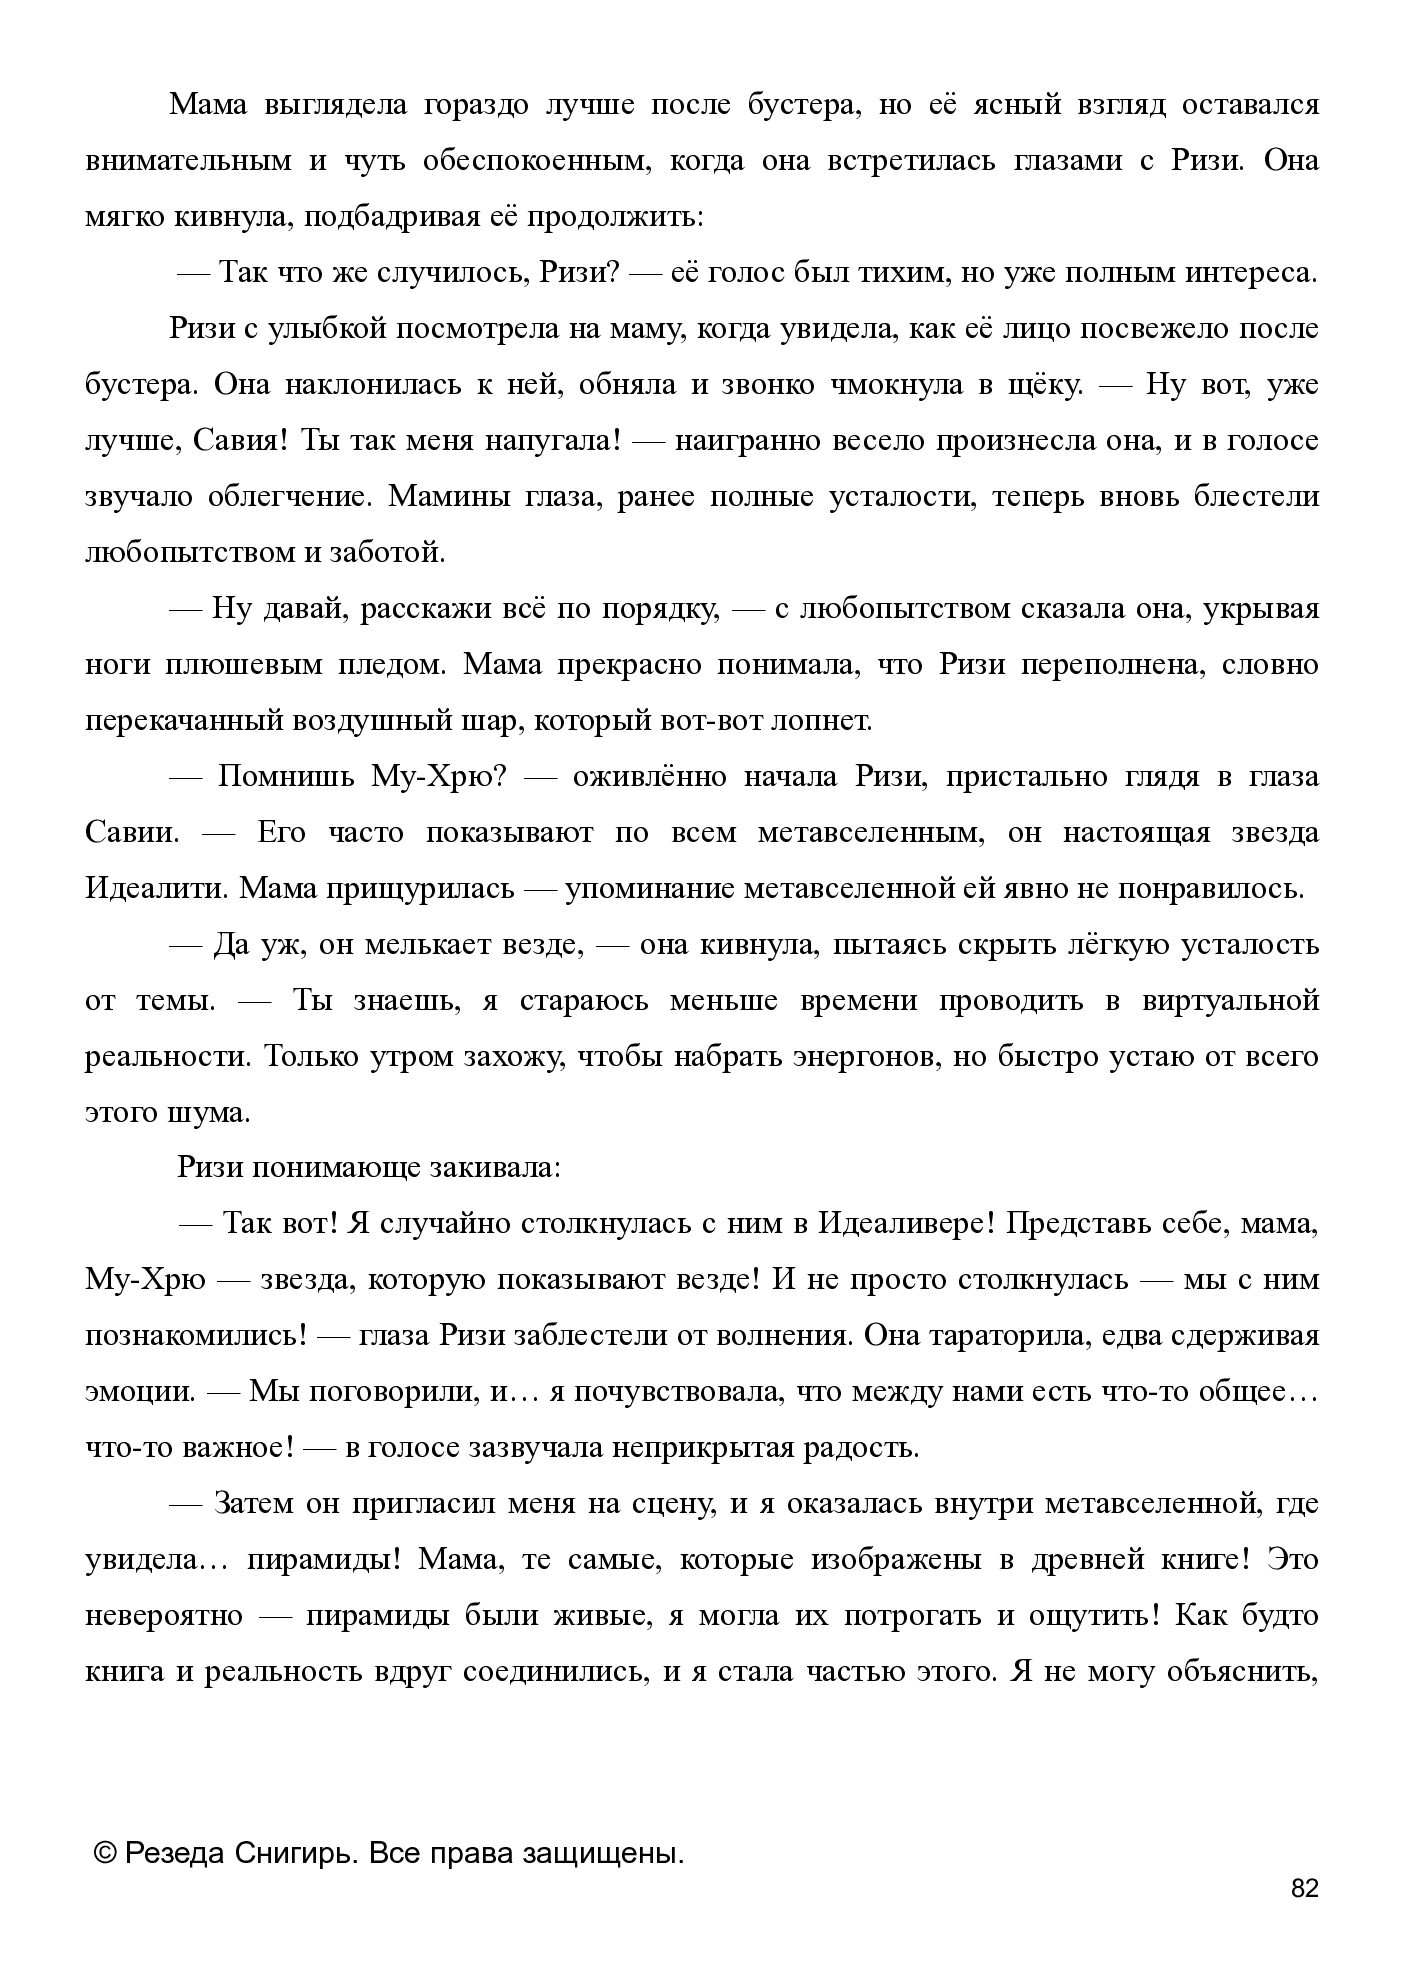 Мама выглядела гораздо лучше после бустера, но её ясный взгляд оставался
внимательным и чуть обеспокоенным, когда она встретилась глазами с Ризи. Она
мягко кивнула, подбадривая её продолжить:
— Так что же случилось, Ризи? — её голос был тихим, но уже полным интереса.
Ризи с улыбкой посмотрела на маму, когда увидела, как её лицо посвежело после
бустера. Она наклонилась к ней, обняла и звонко чмокнула в щёку. — Ну вот, уже
лучше, Савия! Ты так меня напугала! — наигранно весело произнесла она, и в голосе
звучало облегчение. Мамины глаза, ранее полные усталости, теперь вновь блестели
любопытством и заботой.
— Ну давай, расскажи всё по порядку, — с любопытством сказала она, укрывая
ноги плюшевым пледом. Мама прекрасно понимала, что Ризи переполнена, словно
перекачанный воздушный шар, который вот-вот лопнет.
— Помнишь Му-Хрю? — оживлённо начала Ризи, пристально глядя в глаза
Савии. — Его часто показывают по всем метавселенным, он настоящая звезда
Идеалити. Мама прищурилась — упоминание метавселенной ей явно не понравилось.
— Да уж, он мелькает везде, — она кивнула, пытаясь скрыть лёгкую усталость
от темы. — Ты знаешь, я стараюсь меньше времени проводить в виртуальной
реальности. Только утром захожу, чтобы набрать энергонов, но быстро устаю от всего
этого шума.
Ризи понимающе закивала:
— Так вот! Я случайно столкнулась с ним в Идеаливере! Представь себе, мама,
Му-Хрю — звезда, которую показывают везде! И не просто столкнулась — мы с ним
познакомились! — глаза Ризи заблестели от волнения. Она тараторила, едва сдерживая
эмоции. — Мы поговорили, и… я почувствовала, что между нами есть что-то общее…
что-то важное! — в голосе зазвучала неприкрытая радость.
— Затем он пригласил меня на сцену, и я оказалась внутри метавселенной, где
увидела… пирамиды! Мама, те самые, которые изображены в древней книге! Это
невероятно — пирамиды были живые, я могла их потрогать и ощутить! Как будто
книга и реальность вдруг соединились, и я стала частью этого. Я не могу объяснить,
© Резеда Снигирь. Все права защищены.
82